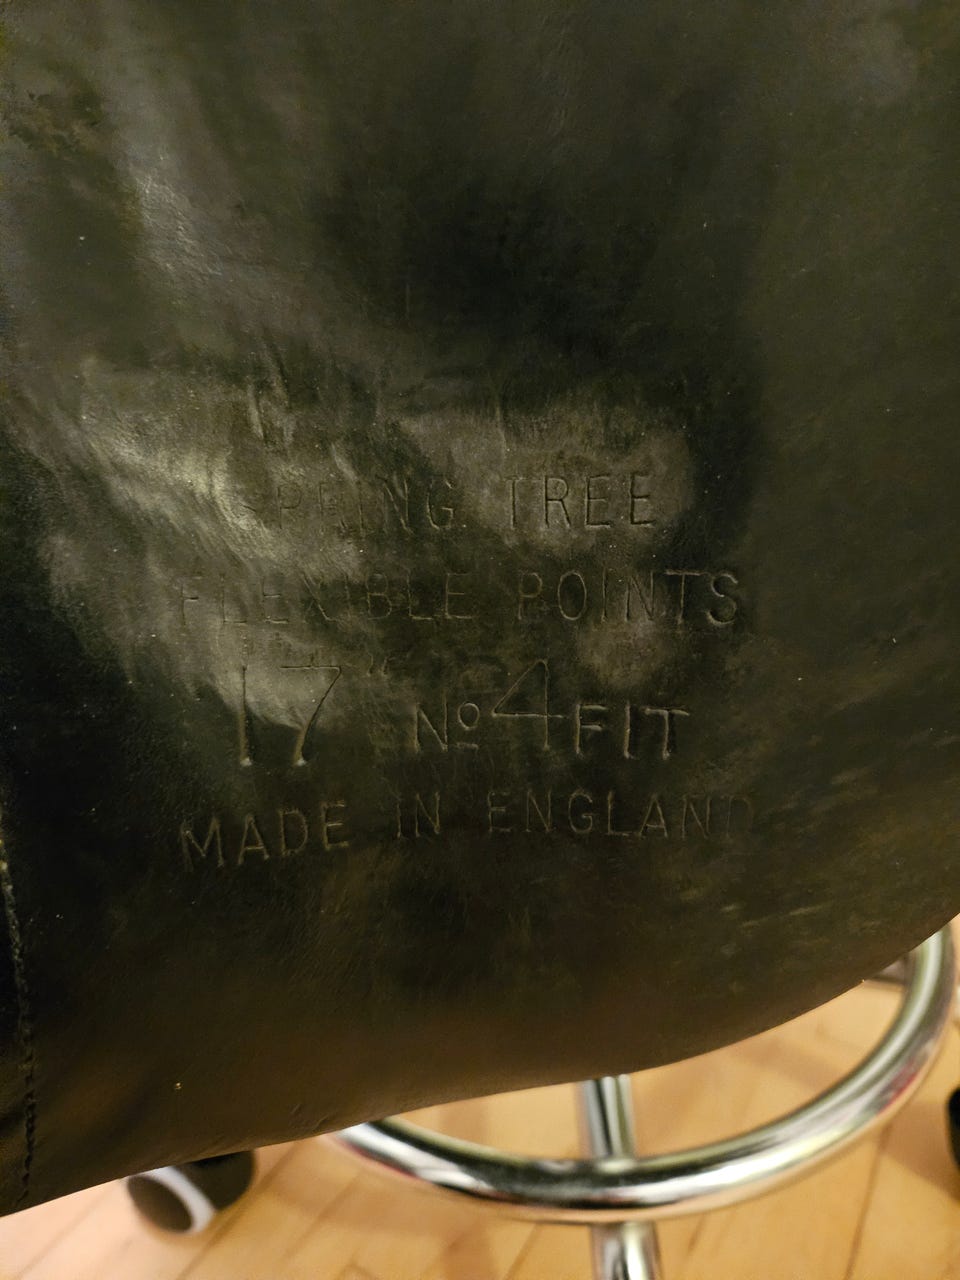 SPRING TREE
FLEXIBLE POINTS
17" No 4 FIT
MADE IN ENGLAND